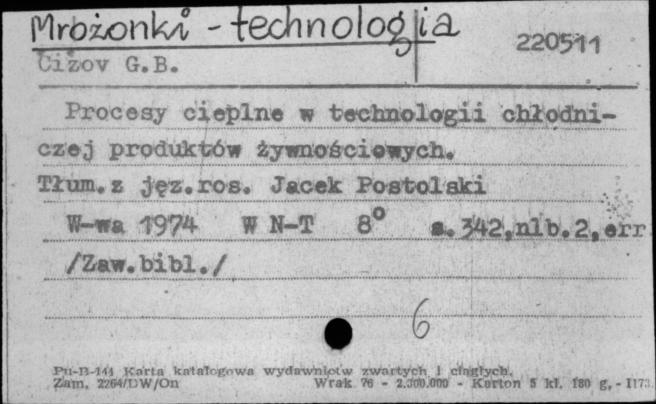 Mrożonki - technologia
220511
Čižov G.B.
Procesy cieplne w technologii chłodni-
czej produktów żywnościowych.
Tłum.z jęz.ros. Jacek Postolski
W-wa 1974 W N-T 8° s.342,nlb.2,err
/Zaw.bibl./
6
Pu-B-144 Karta katalogowa wydawnictw zwartych i ciągłych.
Zam. 2264/DW/On Wrak. 76 - 2.300.000 - Karton 5 kl. 180 g. - 1173.